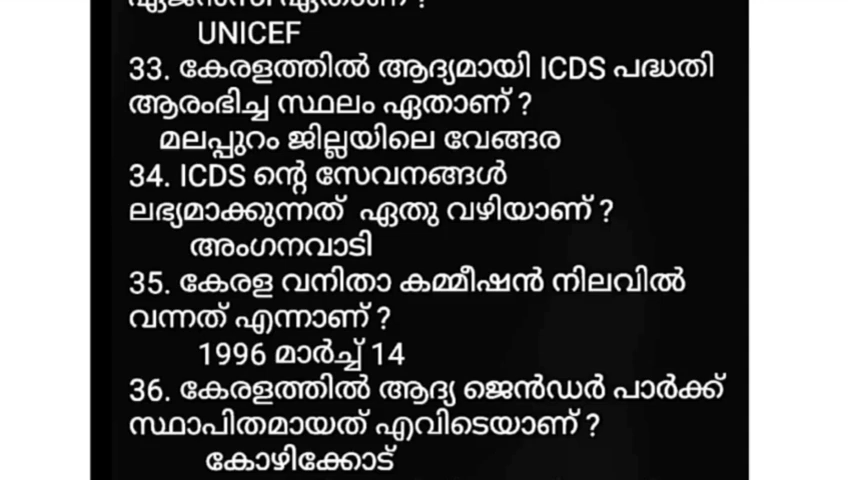 ഏജൻസി ഏതാണ് ?
UNICEF
33. കേരളത്തിൽ ആദ്യമായി ICDS പദ്ധതി
ആരംഭിച്ച സ്ഥലം ഏതാണ് ?
മലപ്പുറം ജില്ലയിലെ വേങ്ങര
34. ICDS ന്റെ സേവനങ്ങൾ
ലഭ്യമാക്കുന്നത് ഏതു വഴിയാണ് ?
അംഗനവാടി
35. കേരള വനിതാ കമ്മീഷൻ നിലവിൽ
വന്നത് എന്നാണ് ?
1996 മാർച്ച് 14
36. കേരളത്തിൽ ആദ്യ ജെൻഡർ പാർക്ക്
സ്ഥാപിതമായത് എവിടെയാണ് ?
കോഴിക്കോട്